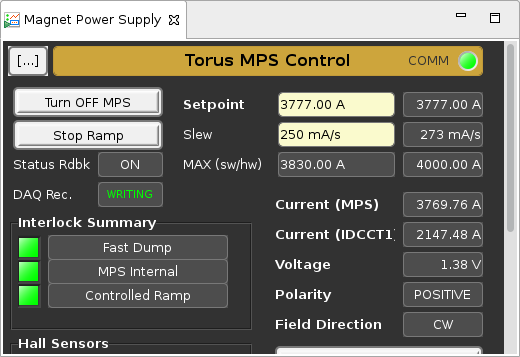 Magnet Power Supply
[...]
Torus MPS Control
COMM
Turn OFF MPS
Setpoint 3777.00 A 3777.00 A
Stop Ramp
Slew 250 mA/s 273 mA/s
Status Rdbk ON
MAX (sw/hw) 3830.00 A 4000.00 A
DAQ Rec. WRITING
Current (MPS) 3769.76 A
Interlock Summary
Current (IDCCT1) 2147.48 A
Fast Dump
Voltage 1.38 V
MPS Internal
Polarity POSITIVE
Controlled Ramp
Field Direction CW
Hall Sensors